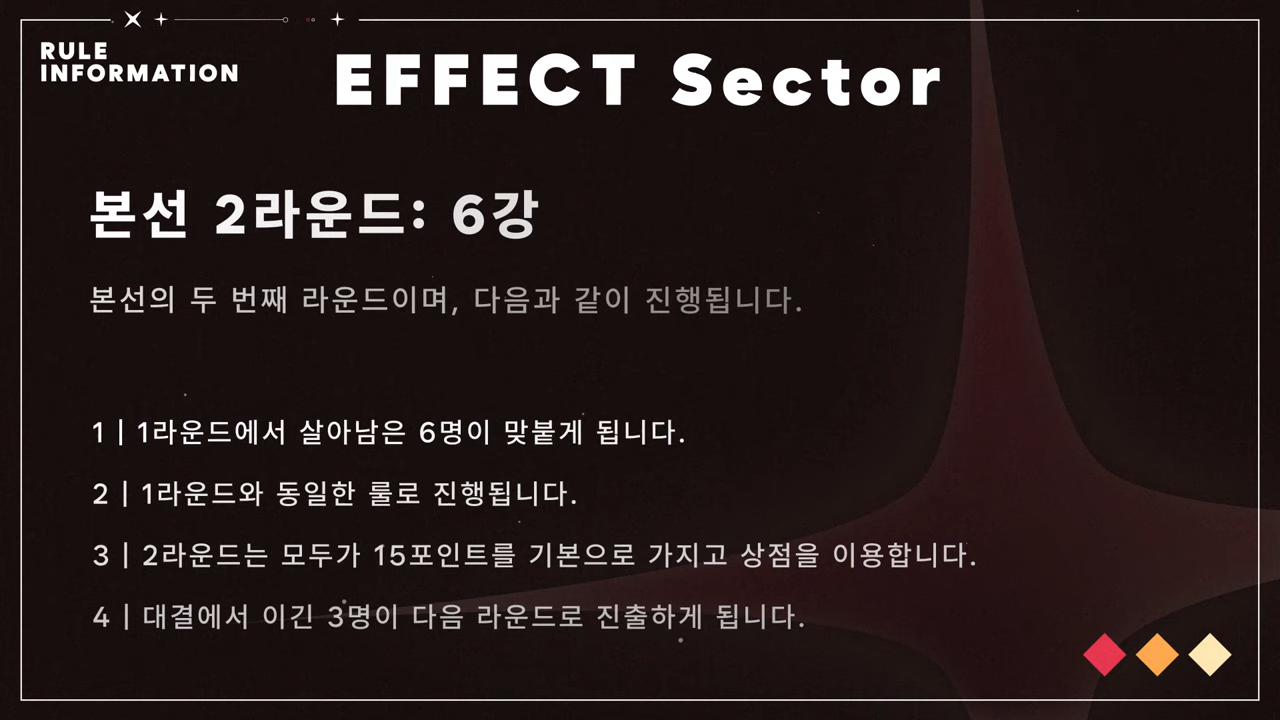 RULE
INFORMATION
EFFECT Sector
본선 2라운드: 6강
본선의 두 번째 라운드이며, 다음과 같이 진행됩니다.
1 | 1라운드에서 살아남은 6명이 맞붙게 됩니다.
2 | 1라운드와 동일한 룰로 진행됩니다.
3 | 2라운드는 모두가 15포인트를 기본으로 가지고 상점을 이용합니다.
4 | 대결에서 이긴 3명이 다음 라운드로 진출하게 됩니다.